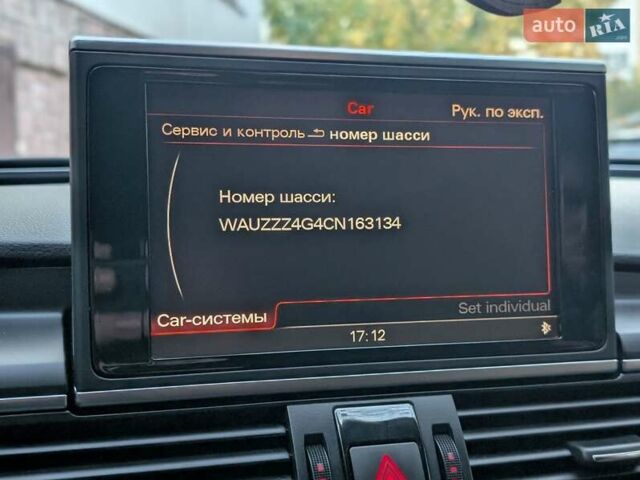 auto RIA
Car
Рук. по эксп.
Сервис и контроль номер шасси
Номер шасси:
WAUZZZ4G4CN163134
Set individual
Car-системы
17:12